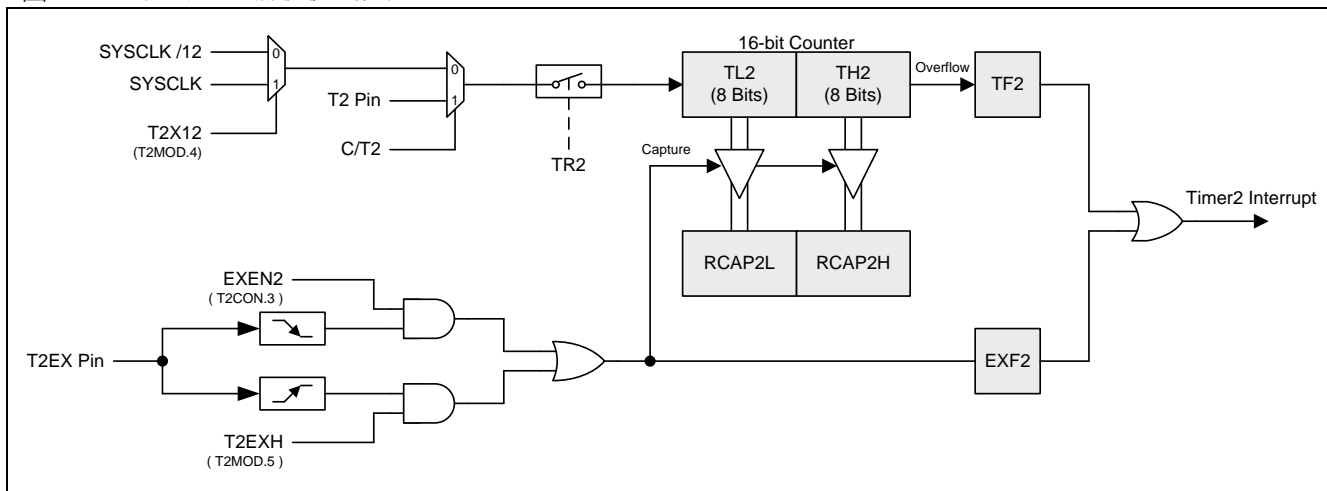 16-bit Counter
SYSCLK /12
0
SYSCLK
1
T2X12
(T2MOD.4)
0
T2 Pin
1
C/T2
TR2
TL2
(8 Bits)
TH2
(8 Bits)
Overflow
TF2
Capture
Timer2 Interrupt
RCAP2L
RCAP2H
EXEN2
( T2CON.3 )
T2EX Pin
EXF2
T2EXH
( T2MOD.5 )